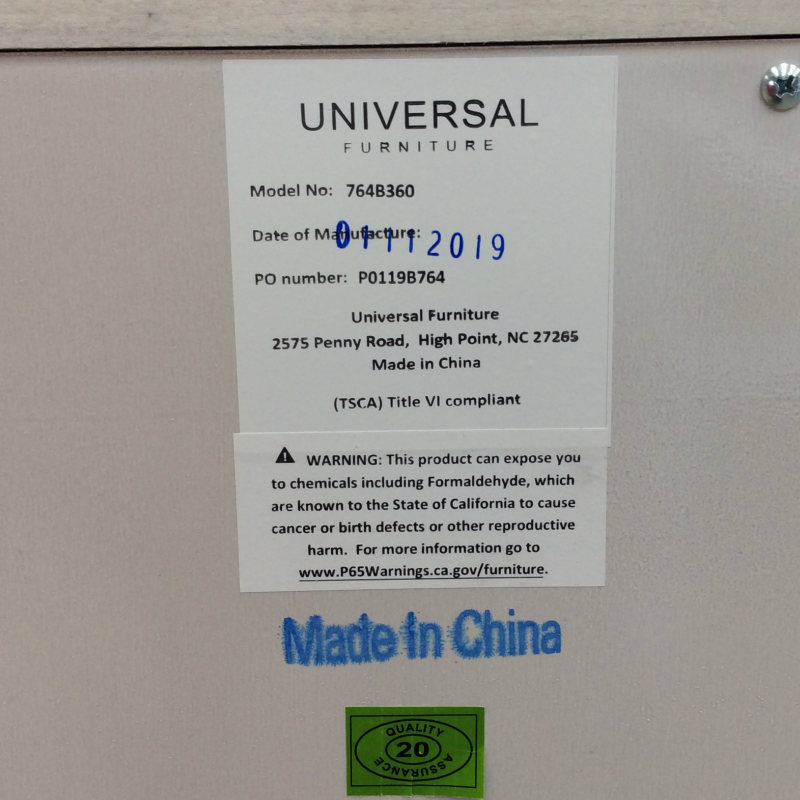 UNIVERSAL
FURNITURE
Model No: 764B360
Date of Manufacture: 01112019
PO number: P0119B764
Universal Furniture
2575 Penny Road, High Point, NC 27265
Made in China
(TSCA) Title VI compliant
WARNING: This product can expose you
to chemicals including Formaldehyde, which
are known to the State of California to cause
cancer or birth defects or other reproductive
harm. For more information go to
www.P65Warnings.ca.gov/furniture.
Made In China
QUALITY
20
ASSURANCE